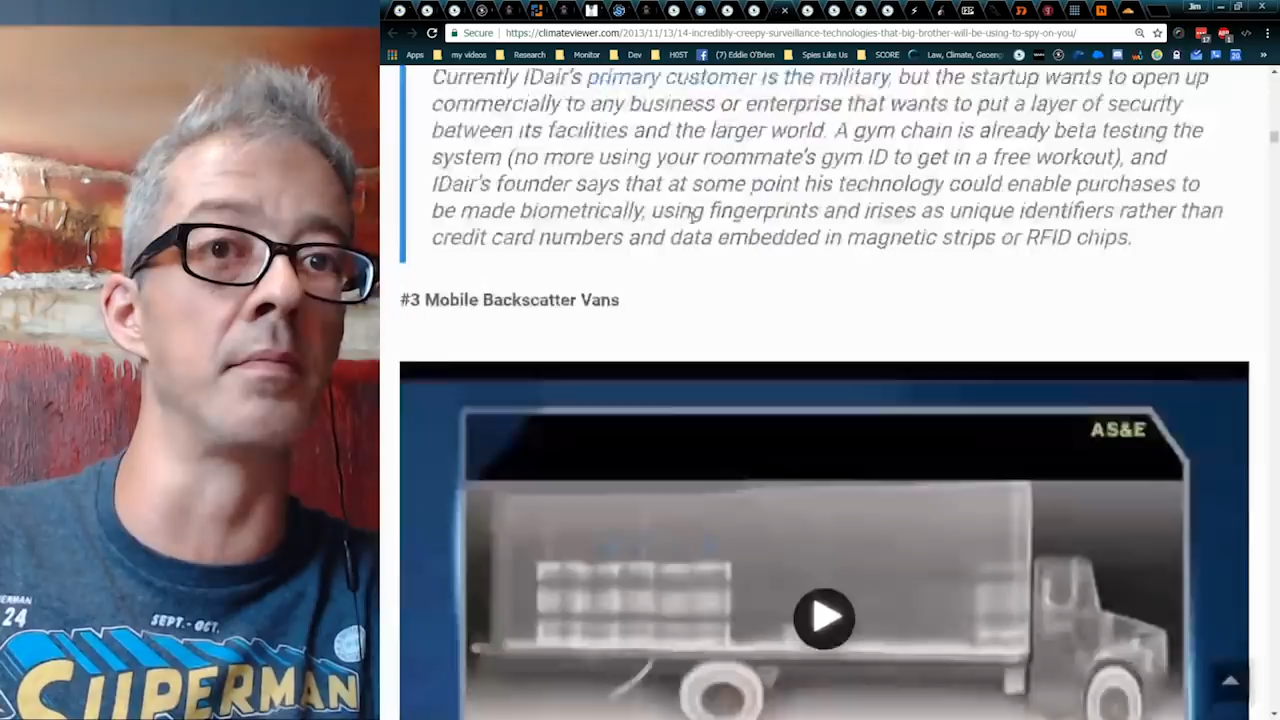 Jim
Secure https://climateviewer.com/2013/11/13/14-incredibly-creepy-surveillance-technologies-that-big-brother-will-be-using-to-spy-on-you/
Apps my videos Research Monitor Dev H0ST (7) Eddie O'Brien Spies Like Us SCORE Law, Climate, Geoeng
Currently IDair's primary customer is the military, but the startup wants to open up
commercially to any business or enterprise that wants to put a layer of security
between its facilities and the larger world. A gym chain is already beta testing the
system (no more using your roommate's gym ID to get in a free workout), and
IDair's founder says that at some point his technology could enable purchases to
be made biometrically, using fingerprints and irises as unique identifiers rather than
credit card numbers and data embedded in magnetic strips or RFID chips.
#3 Mobile Backscatter Vans
AS&E
ERMAN
24
SEPT.-OCT.
SUPERMAN